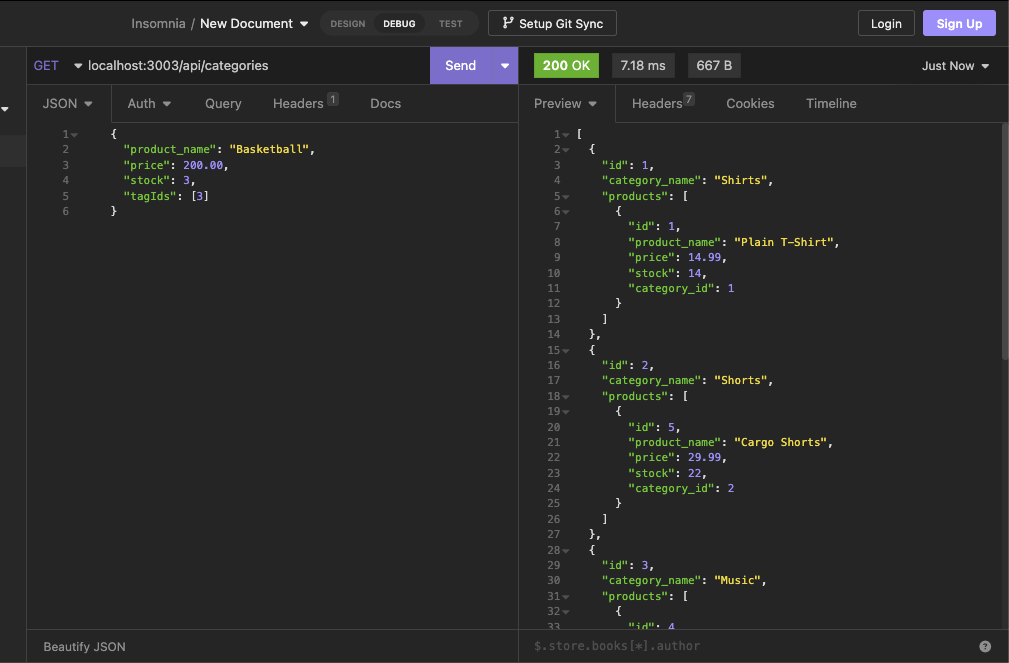 Insomnia / New Document
DESIGN DEBUG TEST
Setup Git Sync
Login
Sign Up
GET localhost:3003/api/categories
Send
200 OK
7.18 ms
667 B
Just Now
JSON Auth Query Headers 1 Docs
Preview Headers 7 Cookies Timeline
1 {
2 "product_name": "Basketball",
3 "price": 200.00,
4 "stock": 3,
5 "tagIds": [3]
6 }
1 [
2 {
3 "id": 1,
4 "category_name": "Shirts",
5 "products": [
6 {
7 "id": 1,
8 "product_name": "Plain T-Shirt",
9 "price": 14.99,
10 "stock": 14,
11 "category_id": 1
12 }
13 ]
14 },
15 {
16 "id": 2,
17 "category_name": "Shorts",
18 "products": [
19 {
20 "id": 5,
21 "product_name": "Cargo Shorts",
22 "price": 29.99,
23 "stock": 22,
24 "category_id": 2
25 }
26 ]
27 },
28 {
29 "id": 3,
30 "category_name": "Music",
31 "products": [
32 {
33 "id": 4
Beautify JSON
$.store.books[*].author
?